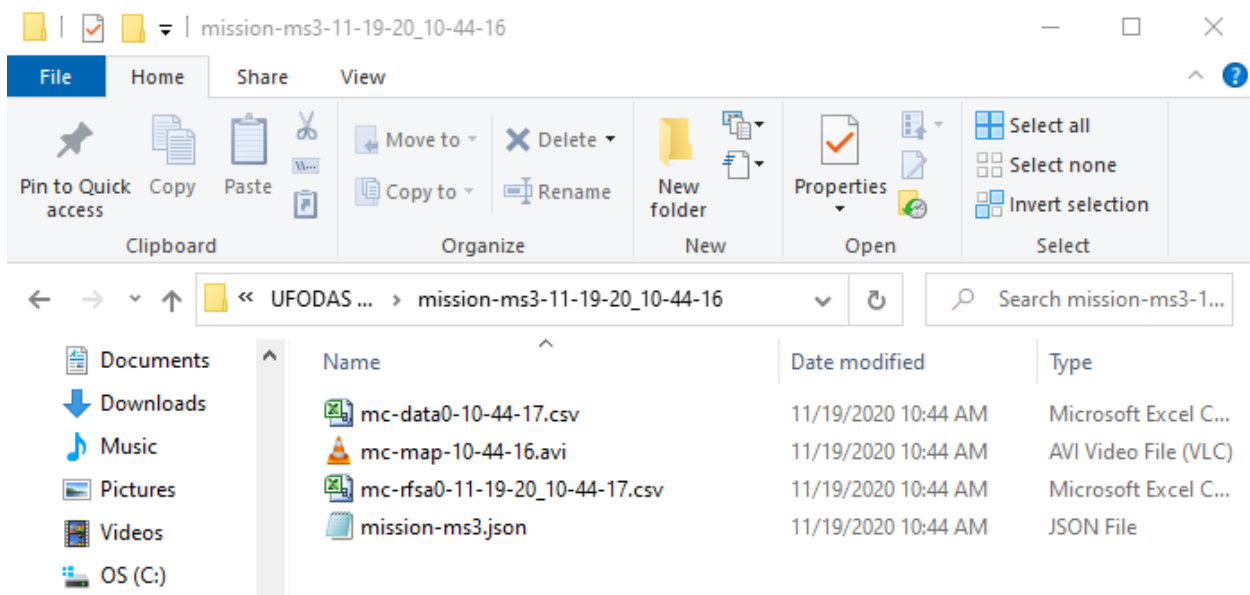 mission-ms3-11-19-20_10-44-16
File Home Share View
Pin to Quick access
Copy
Paste
Move to
Copy to
Delete
Rename
New folder
Properties
Select all
Select none
Invert selection
Clipboard Organize New Open Select
« UFODAS ... › mission-ms3-11-19-20_10-44-16
Search mission-ms3-1...
Documents
Downloads
Music
Pictures
Videos
OS (C:)
Name Date modified Type
mc-data0-10-44-17.csv 11/19/2020 10:44 AM Microsoft Excel C...
mc-map-10-44-16.avi 11/19/2020 10:44 AM AVI Video File (VLC)
mc-rfsa0-11-19-20_10-44-17.csv 11/19/2020 10:44 AM Microsoft Excel C...
mission-ms3.json 11/19/2020 10:44 AM JSON File